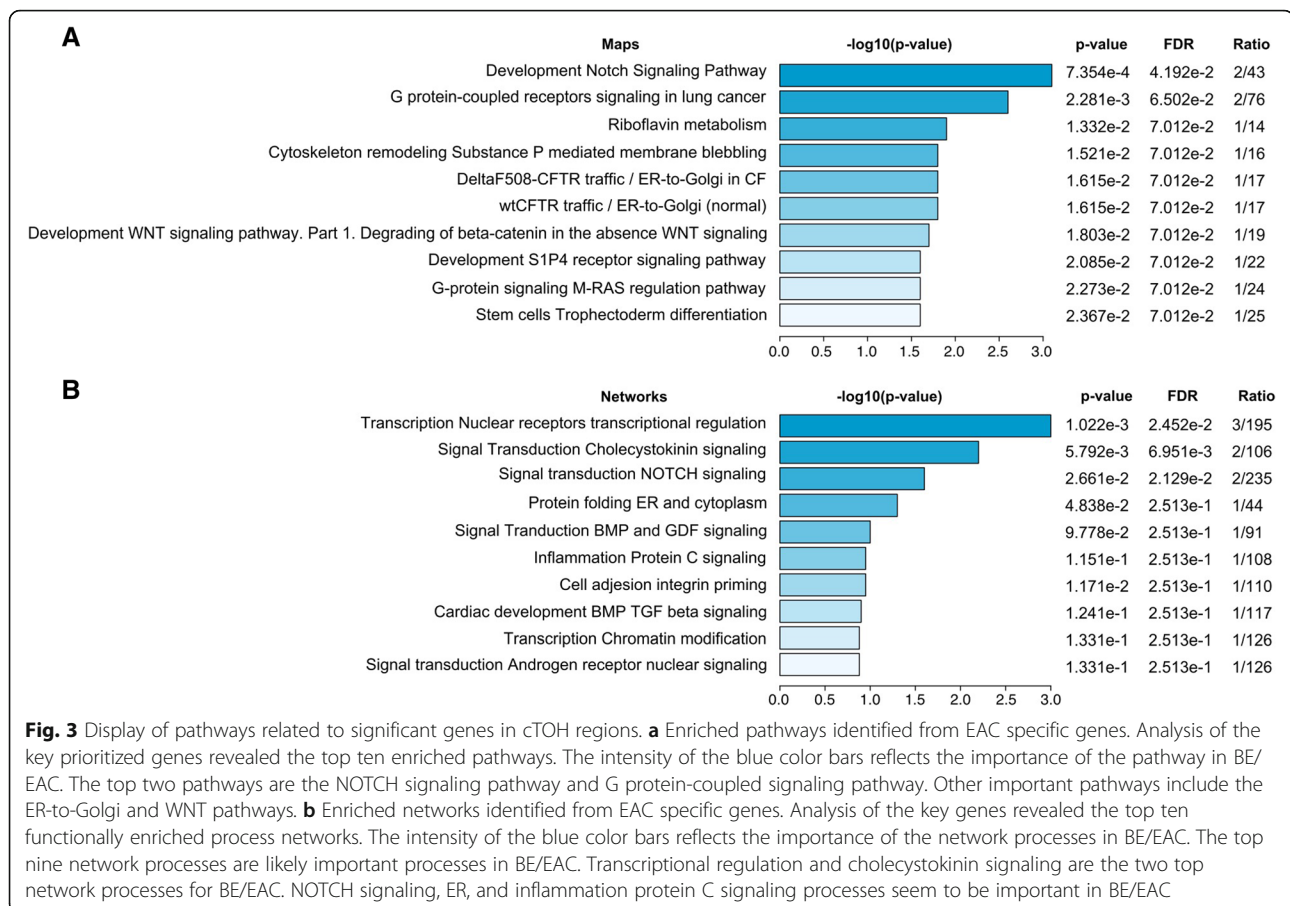 A
Maps -log10(p-value) p-value FDR Ratio
Development Notch Signaling Pathway 7.354e-4 4.192e-2 2/43
G protein-coupled receptors signaling in lung cancer 2.281e-3 6.502e-2 2/76
Riboflavin metabolism 1.332e-2 7.012e-2 1/14
Cytoskeleton remodeling Substance P mediated membrane blebbling 1.521e-2 7.012e-2 1/16
DeltaF508-CFTR traffic / ER-to-Golgi in CF 1.615e-2 7.012e-2 1/17
wtCFTR traffic / ER-to-Golgi (normal) 1.615e-2 7.012e-2 1/17
Development WNT signaling pathway. Part 1. Degrading of beta-catenin in the absence WNT signaling 1.803e-2 7.012e-2 1/19
Development S1P4 receptor signaling pathway 2.085e-2 7.012e-2 1/22
G-protein signaling M-RAS regulation pathway 2.273e-2 7.012e-2 1/24
Stem cells Trophectoderm differentiation 2.367e-2 7.012e-2 1/25
0.0 0.5 1.0 1.5 2.0 2.5 3.0
B
Networks -log10(p-value) p-value FDR Ratio
Transcription Nuclear receptors transcriptional regulation 1.022e-3 2.452e-2 3/195
Signal Transduction Cholecystokinin signaling 5.792e-3 6.951e-3 2/106
Signal transduction NOTCH signaling 2.661e-2 2.129e-2 2/235
Protein folding ER and cytoplasm 4.838e-2 2.513e-1 1/44
Signal Tranduction BMP and GDF signaling 9.778e-2 2.513e-1 1/91
Inflammation Protein C signaling 1.151e-1 2.513e-1 1/108
Cell adjesion integrin priming 1.171e-2 2.513e-1 1/110
Cardiac development BMP TGF beta signaling 1.241e-1 2.513e-1 1/117
Transcription Chromatin modification 1.331e-1 2.513e-1 1/126
Signal transduction Androgen receptor nuclear signaling 1.331e-1 2.513e-1 1/126
0.0 0.5 1.0 1.5 2.0 2.5 3.0
Fig. 3 Display of pathways related to significant genes in cTOH regions. a Enriched pathways identified from EAC specific genes. Analysis of the
key prioritized genes revealed the top ten enriched pathways. The intensity of the blue color bars reflects the importance of the pathway in BE/
EAC. The top two pathways are the NOTCH signaling pathway and G protein-coupled signaling pathway. Other important pathways include the
ER-to-Golgi and WNT pathways. b Enriched networks identified from EAC specific genes. Analysis of the key genes revealed the top ten
functionally enriched process networks. The intensity of the blue color bars reflects the importance of the network processes in BE/EAC. The top
nine network processes are likely important processes in BE/EAC. Transcriptional regulation and cholecystokinin signaling are the two top
network processes for BE/EAC. NOTCH signaling, ER, and inflammation protein C signaling processes seem to be important in BE/EAC